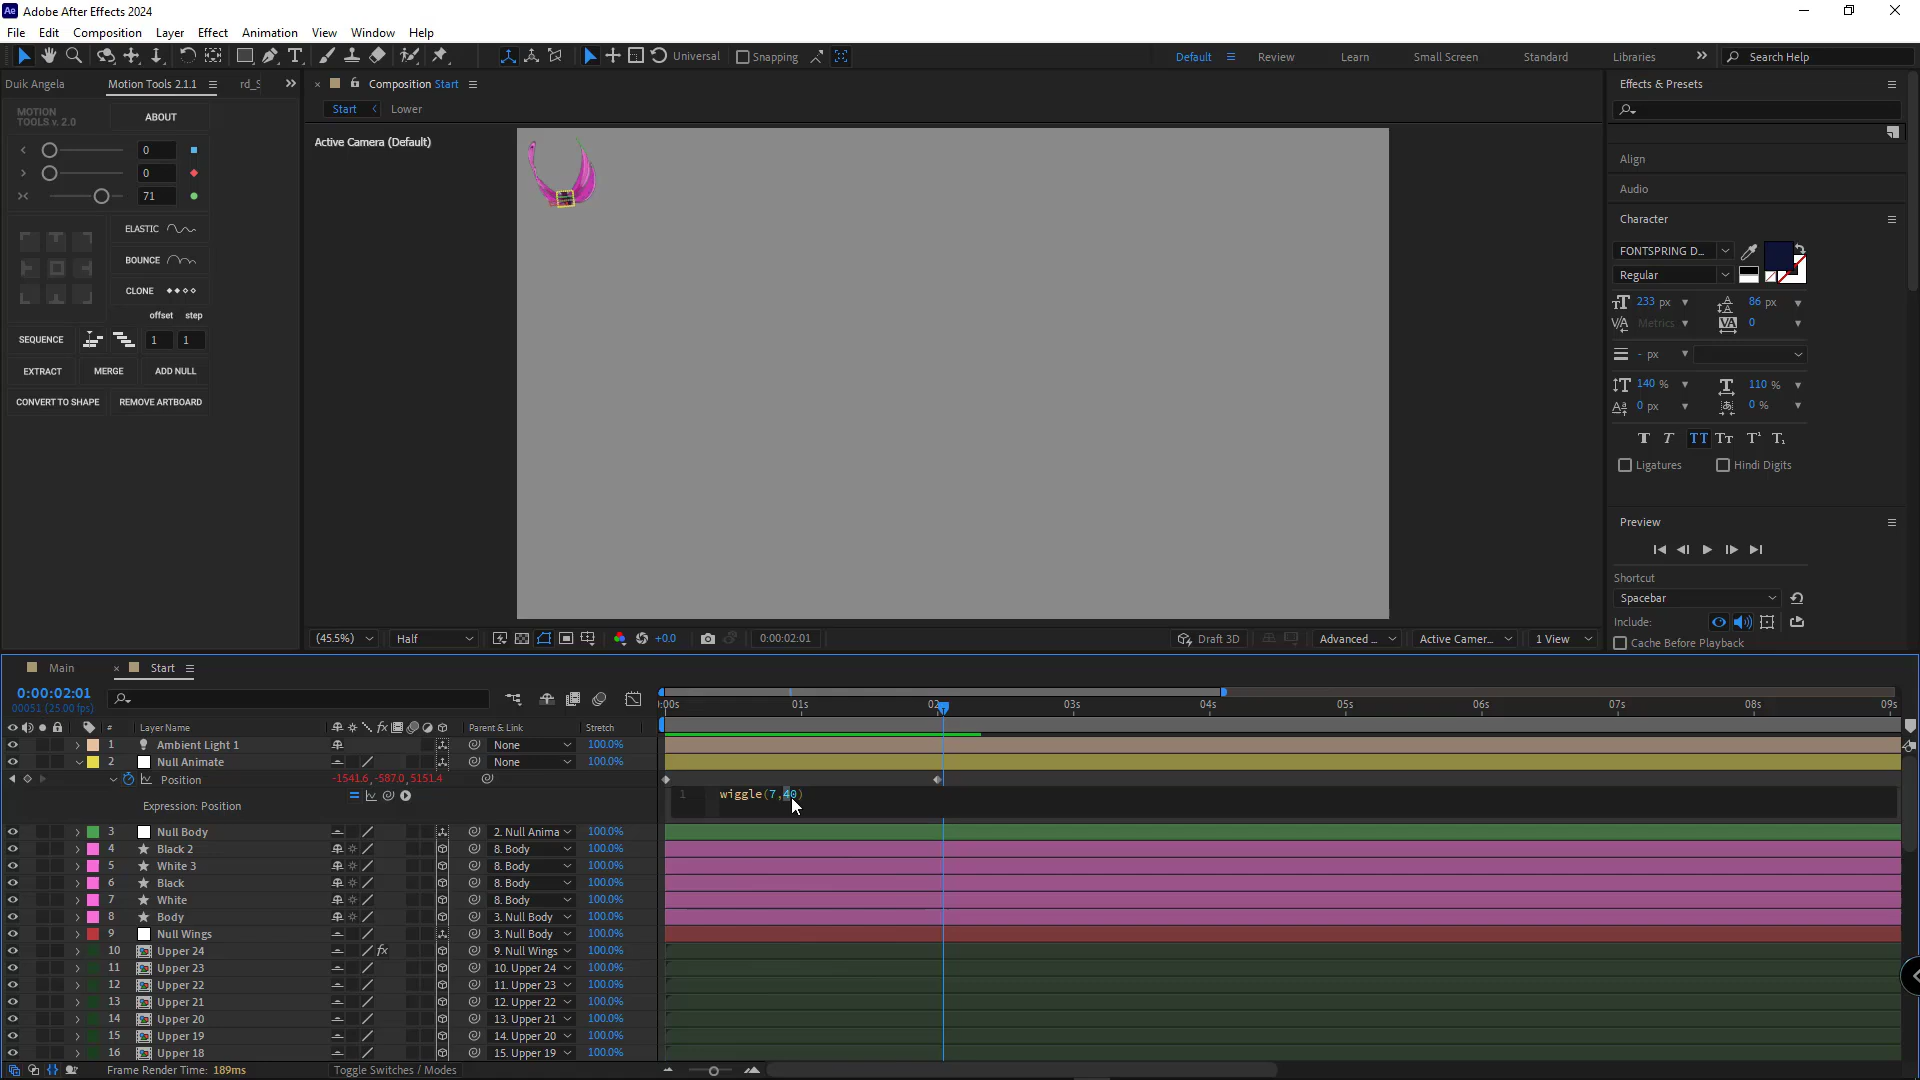 Ae Adobe After Effects 2024
File Edit Composition Layer Effect Animation View Window Help
Universal Snapping Default Review Learn Small Screen Standard Libraries Search Help
Duik Angela Motion Tools 2.1.1 rd_S
MOTION TOOLS v. 2.0 ABOUT
0
0
71
ELASTIC
BOUNCE
CLONE
offset step
SEQUENCE 1 1
EXTRACT MERGE ADD NULL
CONVERT TO SHAPE REMOVE ARTBOARD
Composition Start
Start Lower
Active Camera (Default)
(45.5%) Half +0.0 0:00:02:01 Draft 3D Advanced ... Active Camer... 1 View
Effects & Presets
Align
Audio
Character
FONTSPRING D...
Regular
233 px 86 px
Metrics 0
- px
140 % 110 %
0 px 0 %
T T TT Tt T¹ T₁
Ligatures Hindi Digits
Preview
Shortcut
Spacebar
Include:
Cache Before Playback
Main Start
0:00:02:01
00051 (25.00 fps)
:00s 01s 02 03s 04s 05s 06s 07s 08s 09s
# Layer Name Parent & Link Stretch
1 Ambient Light 1 None 100.0%
2 Null Animate None 100.0%
Position -1541.6, -587.0, 5151.4
1 wiggle(7,40)
Expression: Position
3 Null Body 2. Null Anima 100.0%
4 Black 2 8. Body 100.0%
5 White 3 8. Body 100.0%
6 Black 8. Body 100.0%
7 White 8. Body 100.0%
8 Body 3. Null Body 100.0%
9 Null Wings 3. Null Body 100.0%
10 Upper 24 fx 9. Null Wings 100.0%
11 Upper 23 10. Upper 24 100.0%
12 Upper 22 11. Upper 23 100.0%
13 Upper 21 12. Upper 22 100.0%
14 Upper 20 13. Upper 21 100.0%
15 Upper 19 14. Upper 20 100.0%
16 Upper 18 15. Upper 19 100.0%
Frame Render Time: 189ms Toggle Switches / Modes